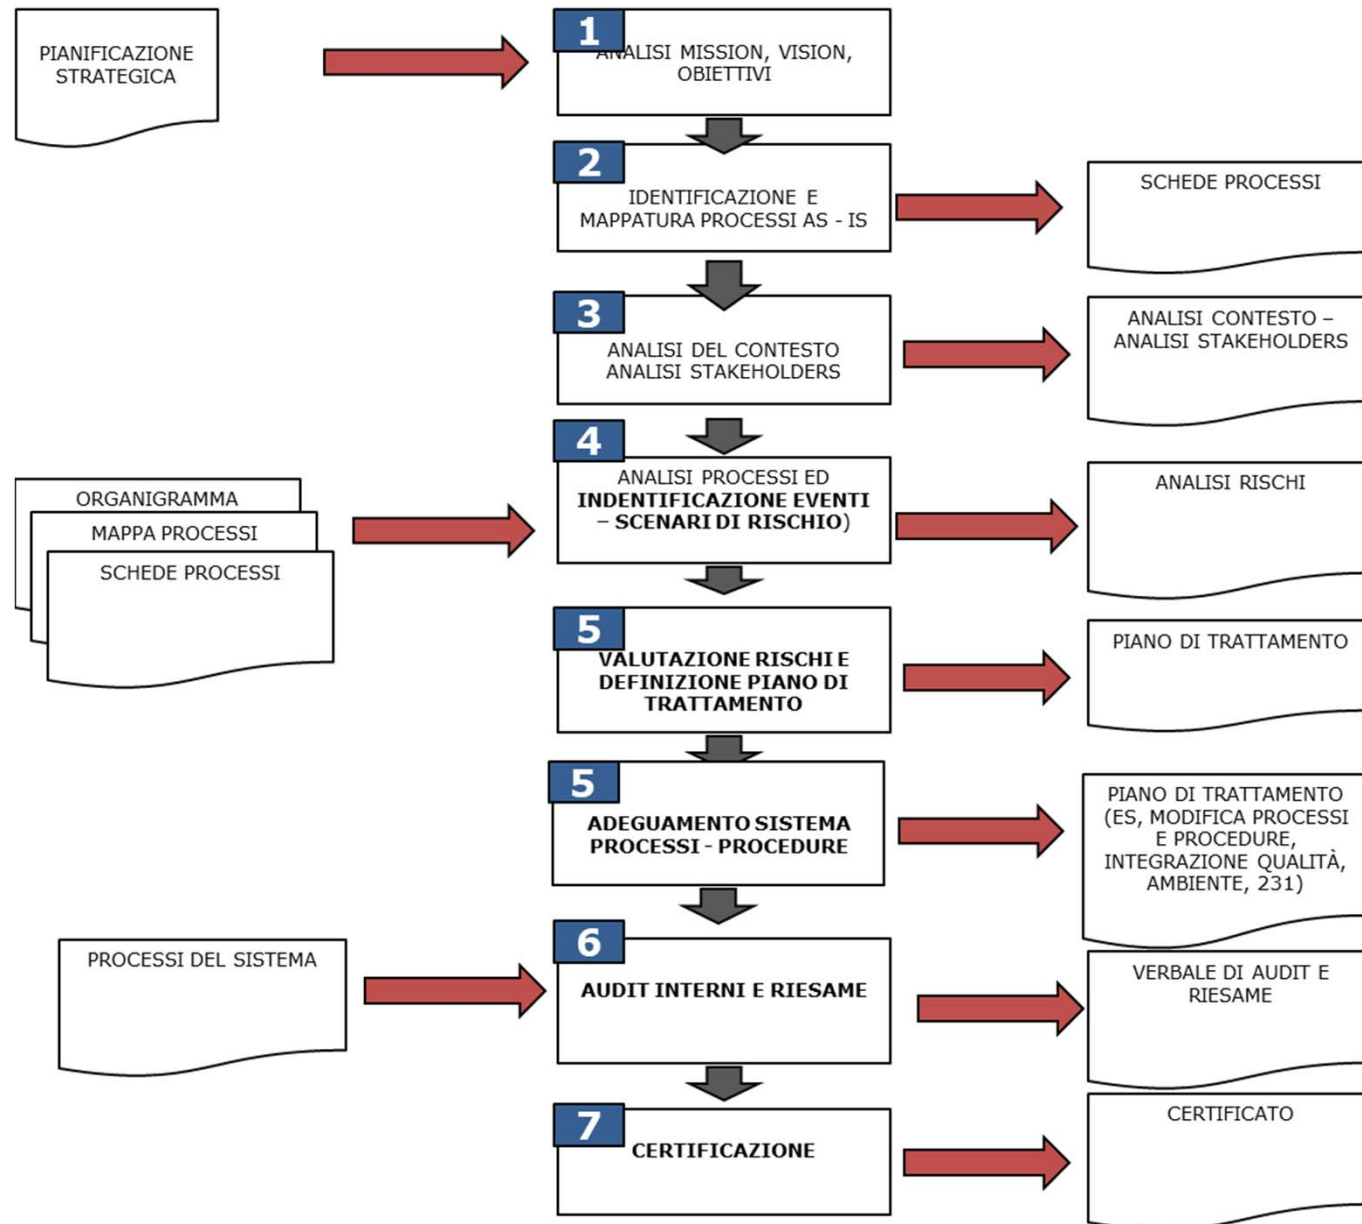 PIANIFICAZIONE
STRATEGICA
1
ANALISI MISSION, VISION,
OBIETTIVI
2
IDENTIFICAZIONE E
MAPPATURA PROCESSI AS - IS
SCHEDE PROCESSI
3
ANALISI DEL CONTESTO
ANALISI STAKEHOLDERS
ANALISI CONTESTO –
ANALISI STAKEHOLDERS
ORGANIGRAMMA
MAPPA PROCESSI
SCHEDE PROCESSI
4
ANALISI PROCESSI ED
INDENTIFICAZIONE EVENTI
– SCENARI DI RISCHIO)
ANALISI RISCHI
5
VALUTAZIONE RISCHI E
DEFINIZIONE PIANO DI
TRATTAMENTO
PIANO DI TRATTAMENTO
5
ADEGUAMENTO SISTEMA
PROCESSI - PROCEDURE
PIANO DI TRATTAMENTO
(ES, MODIFICA PROCESSI
E PROCEDURE,
INTEGRAZIONE QUALITÀ,
AMBIENTE, 231)
PROCESSI DEL SISTEMA
6
AUDIT INTERNI E RIESAME
VERBALE DI AUDIT E
RIESAME
7
CERTIFICAZIONE
CERTIFICATO